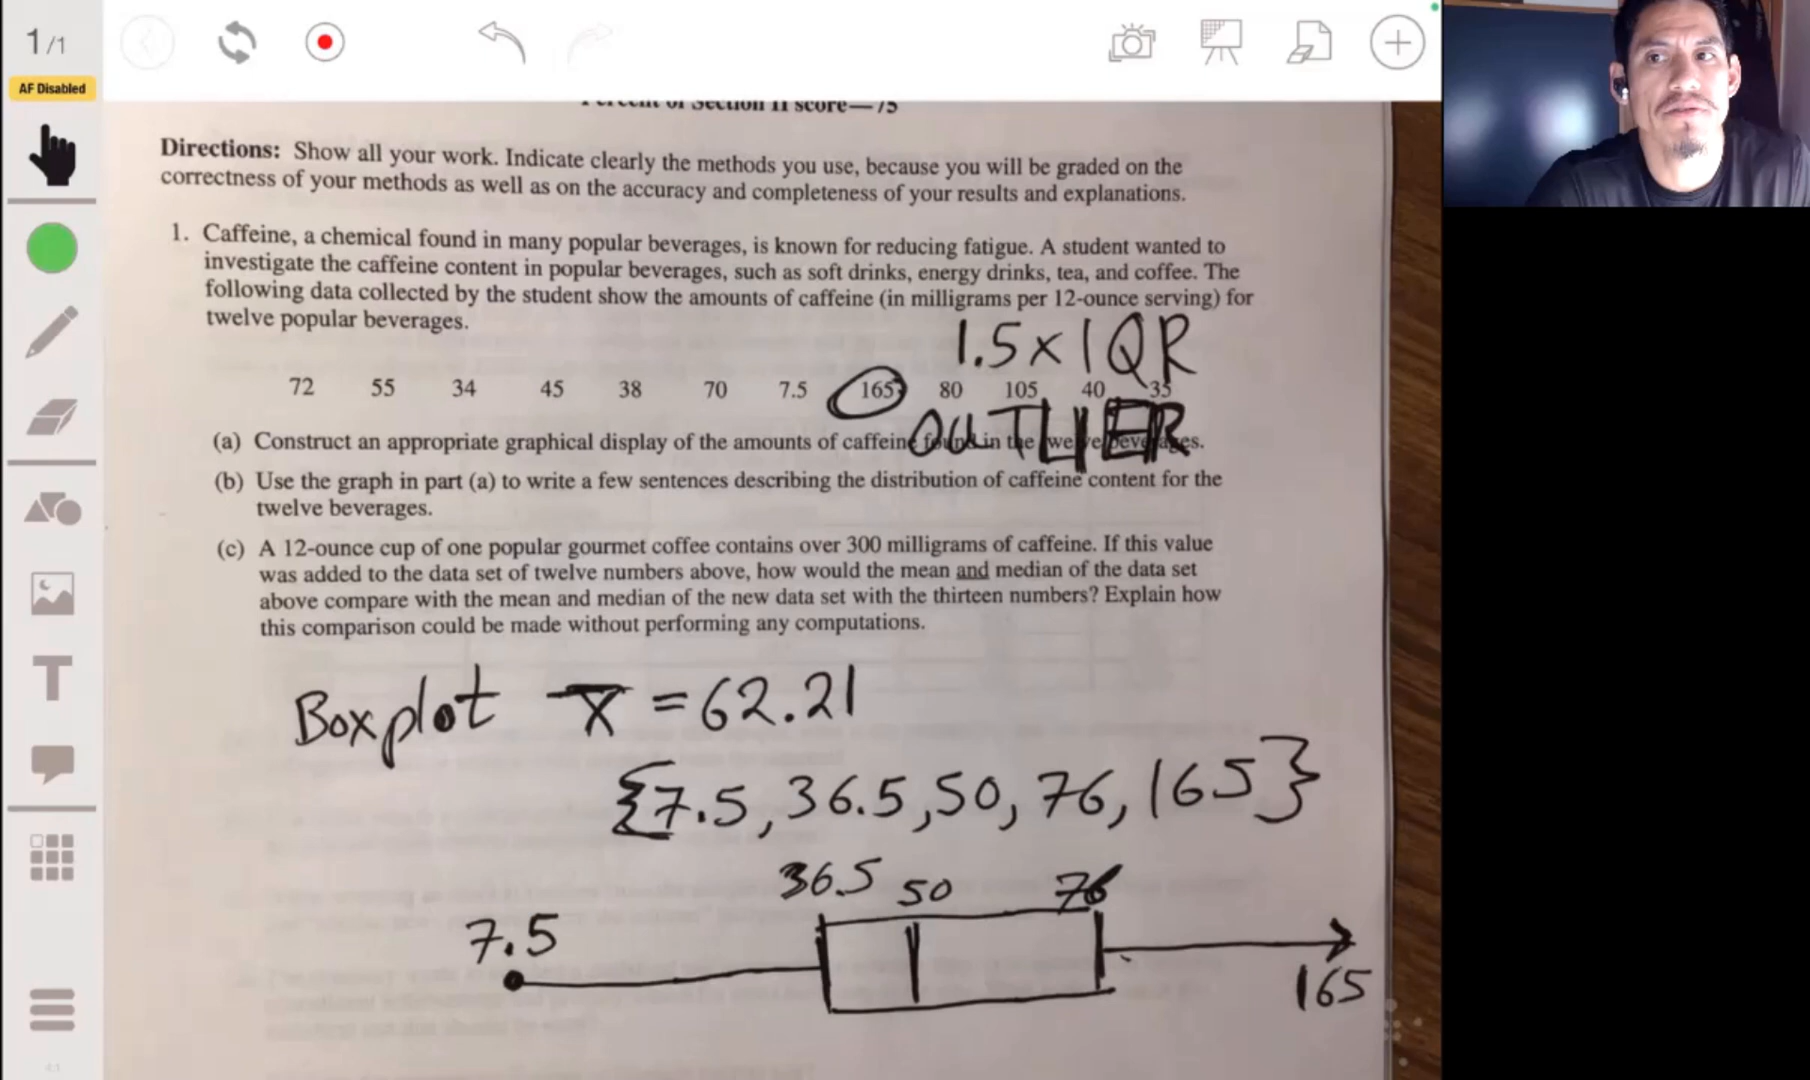 1/1
AF Disabled
Percent of Section II score—75
Directions: Show all your work. Indicate clearly the methods you use, because you will be graded on the
correctness of your methods as well as on the accuracy and completeness of your results and explanations.
1. Caffeine, a chemical found in many popular beverages, is known for reducing fatigue. A student wanted to
investigate the caffeine content in popular beverages, such as soft drinks, energy drinks, tea, and coffee. The
following data collected by the student show the amounts of caffeine (in milligrams per 12-ounce serving) for
twelve popular beverages.
1.5 x IQR
72 55 34 45 38 70 7.5 165 80 105 40 35
OUTLIER
(a) Construct an appropriate graphical display of the amounts of caffeine found in the twelve beverages.
(b) Use the graph in part (a) to write a few sentences describing the distribution of caffeine content for the
twelve beverages.
(c) A 12-ounce cup of one popular gourmet coffee contains over 300 milligrams of caffeine. If this value
was added to the data set of twelve numbers above, how would the mean and median of the data set
above compare with the mean and median of the new data set with the thirteen numbers? Explain how
this comparison could be made without performing any computations.
Boxplot x̄ = 62.21
{7.5, 36.5, 50, 76, 165}
36.5 50 76
7.5
165
T